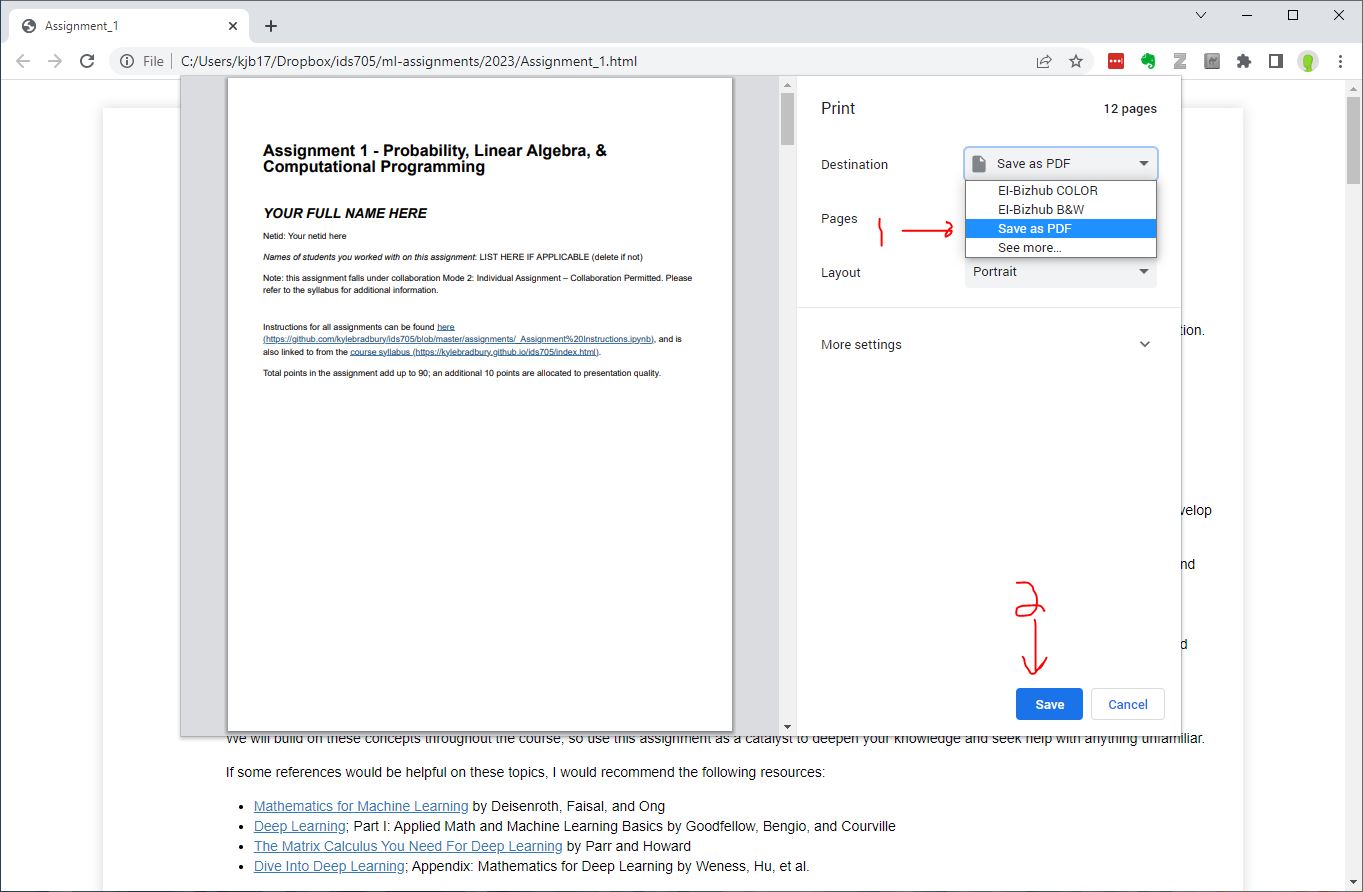 Assignment_1
File
C:/Users/kjb17/Dropbox/ids705/ml-assignments/2023/Assignment_1.html
Assignment 1 - Probability, Linear Algebra, &
Computational Programming
YOUR FULL NAME HERE
Netid: Your netid here
Names of students you worked with on this assignment: LIST HERE IF APPLICABLE (delete if not)
Note: this assignment falls under collaboration Mode 2: Individual Assignment – Collaboration Permitted. Please
refer to the syllabus for additional information.
Instructions for all assignments can be found here
(https://github.com/kylebradbury/ids705/blob/master/assignments/_Assignment%20Instructions.ipynb), and is
also linked to from the course syllabus (https://kylebradbury.github.io/ids705/index.html).
Total points in the assignment add up to 90; an additional 10 points are allocated to presentation quality.
Print
12 pages
Destination
Save as PDF
EI-Bizhub COLOR
EI-Bizhub B&W
Save as PDF
See more...
Pages
1
Layout
Portrait
More settings
2
Save
Cancel
tion.
velop
nd
d
We will build on these concepts throughout the course, so use this assignment as a catalyst to deepen your knowledge and seek help with anything unfamiliar.
If some references would be helpful on these topics, I would recommend the following resources:
Mathematics for Machine Learning by Deisenroth, Faisal, and Ong
Deep Learning; Part I: Applied Math and Machine Learning Basics by Goodfellow, Bengio, and Courville
The Matrix Calculus You Need For Deep Learning by Parr and Howard
Dive Into Deep Learning; Appendix: Mathematics for Deep Learning by Weness, Hu, et al.